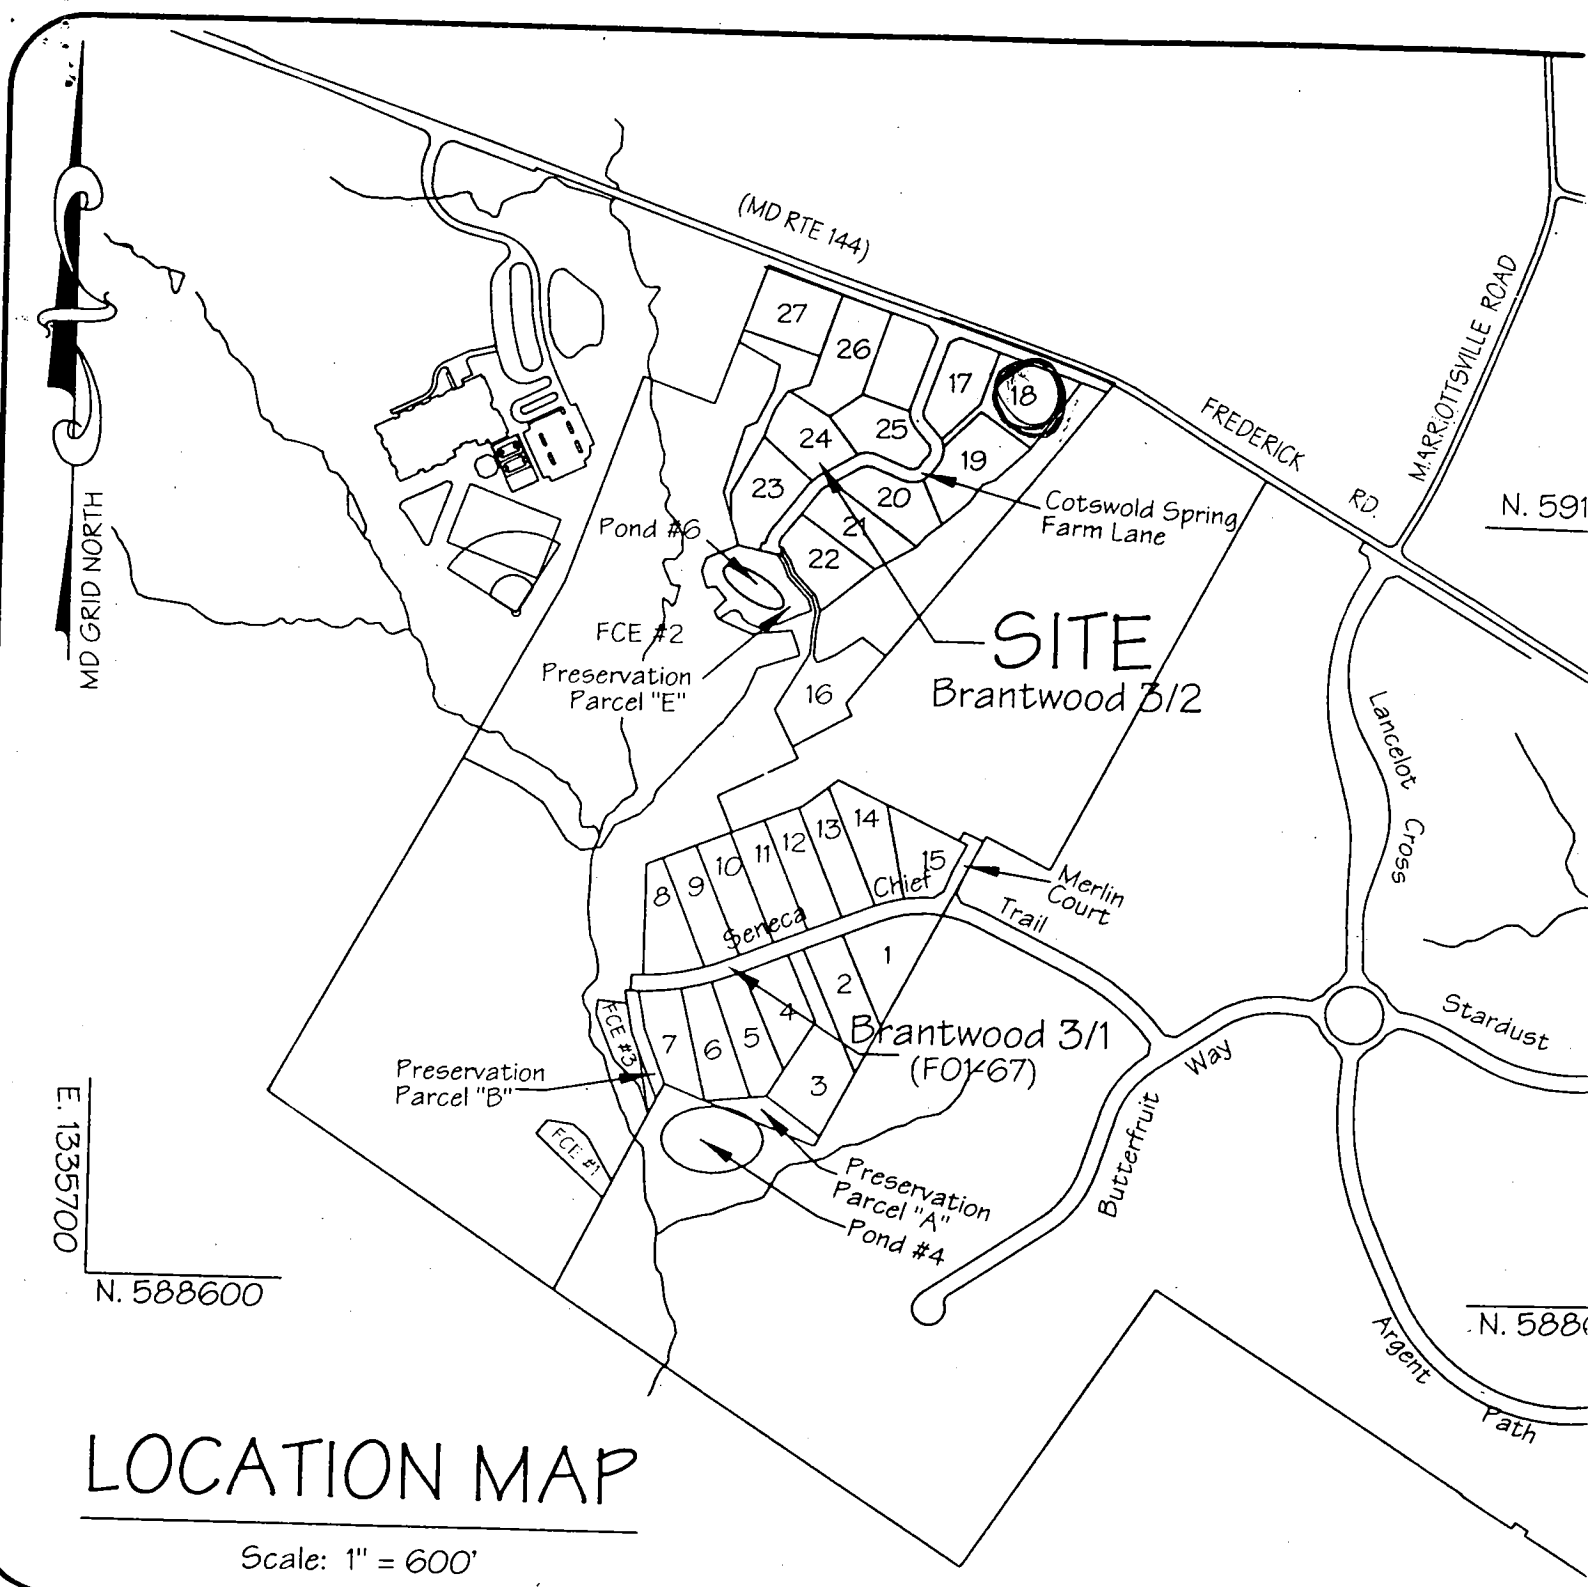 (MD RTE 144)
MARRIOTTSVILLE ROAD
FREDERICK
RD.
MD GRID NORTH
N. 591
27
26
17
18
25
24
19
23
20
21
22
Pond #6
Cotswold Spring
Farm Lane
FCE #2
Preservation
Parcel "E"
16
SITE
Brantwood 3/2
Lancelot Cross
8
9
10
11
12
13
14
15
Seneca Chief Trail
Merlin
Court
1
2
3
4
5
6
7
FCE #3
Brantwood 3/1
(F01-67)
Preservation
Parcel "B"
FCE #1
Preservation
Parcel "A"
Pond #4
Butterfruit Way
Stardust
Argent Path
E. 1335700
N. 588600
N. 588
LOCATION MAP
Scale: 1" = 600'